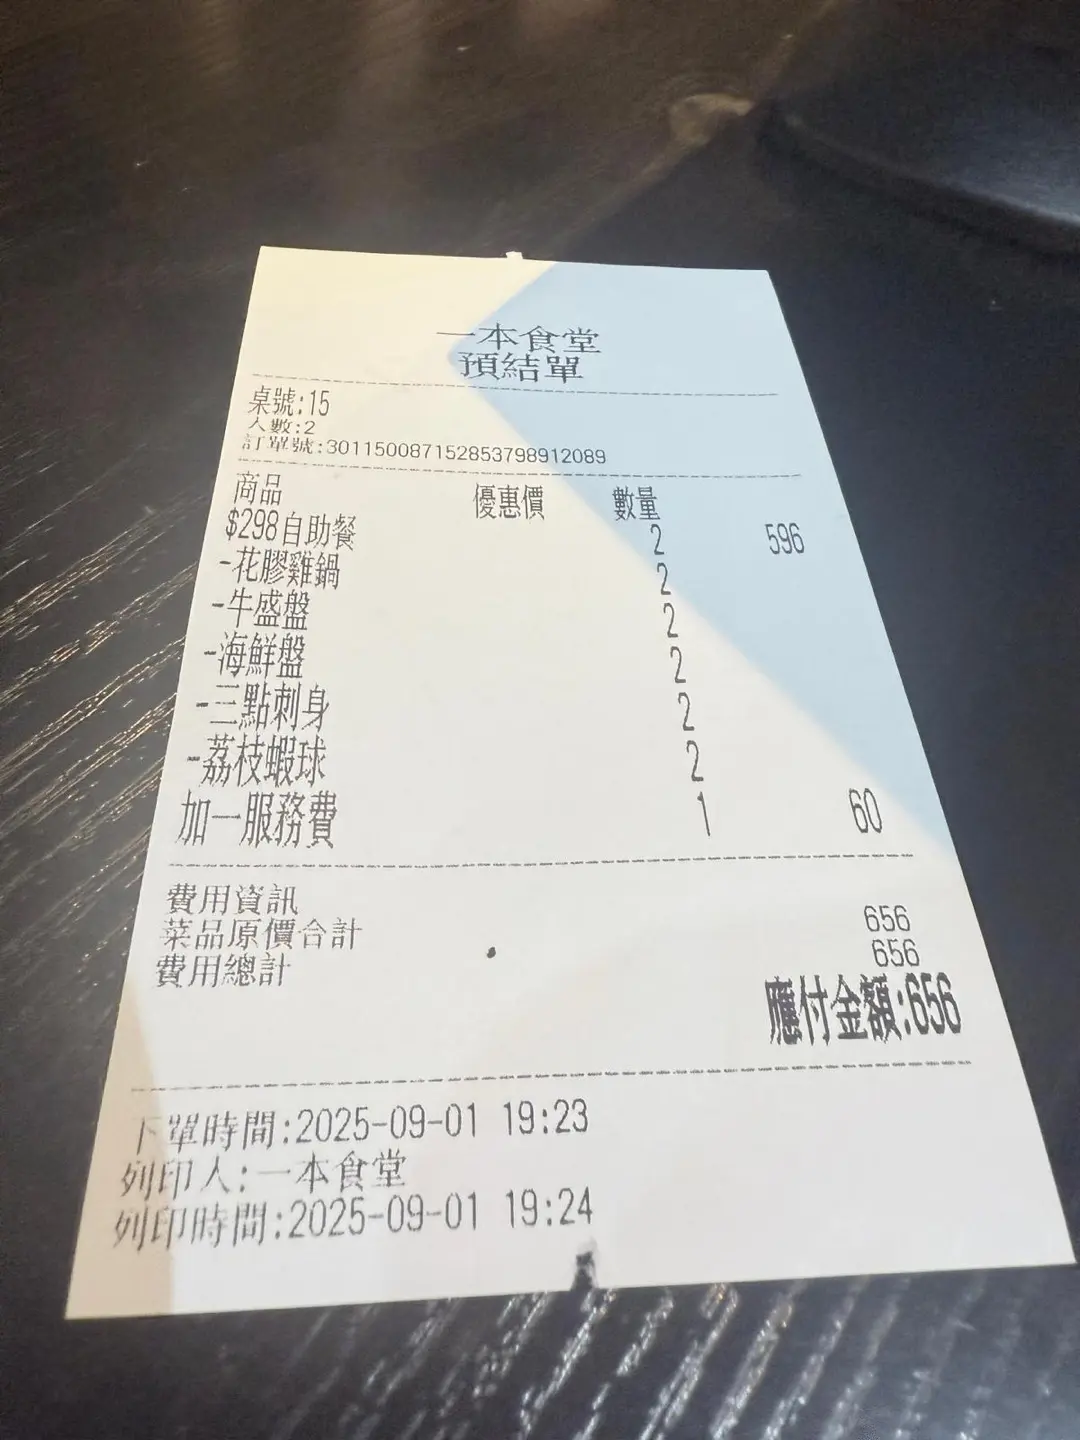 一本食堂
預結單
桌號:15
人數:2
訂單號:301150087152853798912089
商品 優惠價 數量
$298自助餐 2 596
-花膠雞鍋 2
-牛盛盤 2
-海鮮盤 2
-三點刺身 2
-荔枝蝦球 2
加一服務費 1 60
費用資訊
菜品原價合計 656
費用總計 656
應付金額:656
下單時間:2025-09-01 19:23
列印人:一本食堂
列印時間:2025-09-01 19:24